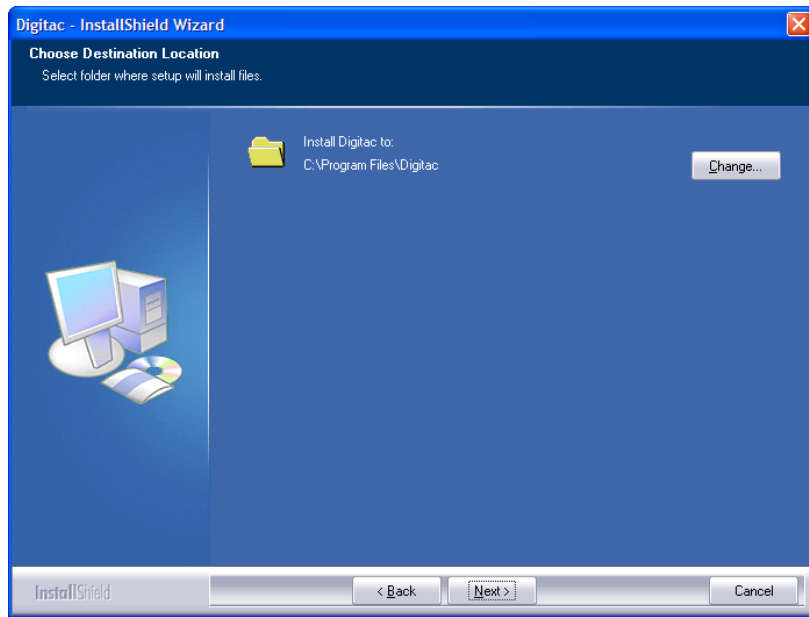 Digitac - InstallShield Wizard
Choose Destination Location
Select folder where setup will install files.
Install Digitac to:
C:\Program Files\Digitac
Change...
InstallShield
< Back
Next >
Cancel